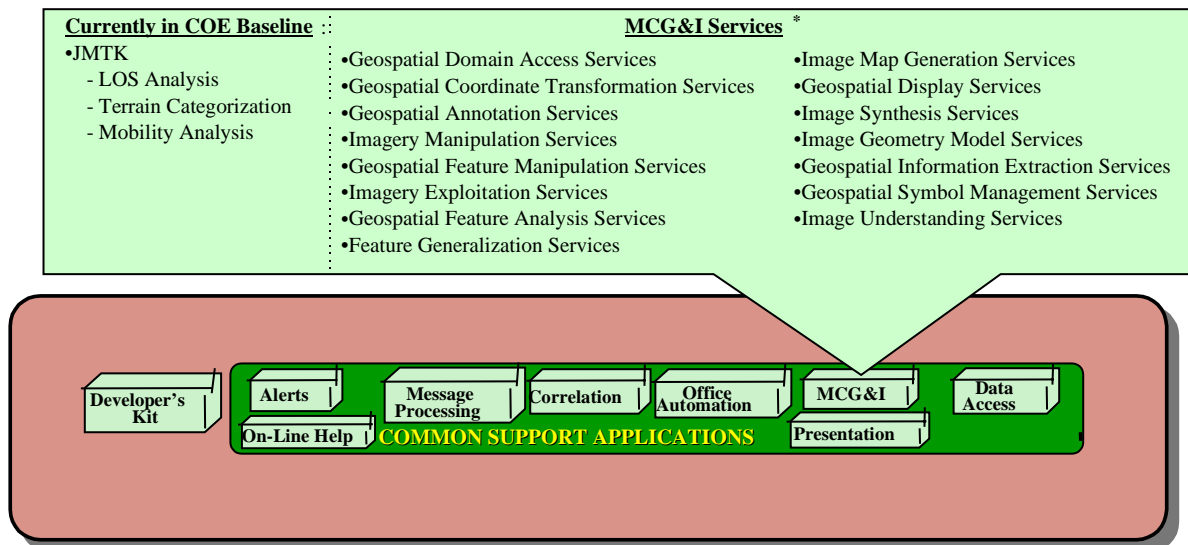 Currently in COE Baseline
•JMTK
- LOS Analysis
- Terrain Categorization
- Mobility Analysis
MCG&I Services *
•Geospatial Domain Access Services
•Geospatial Coordinate Transformation Services
•Geospatial Annotation Services
•Imagery Manipulation Services
•Geospatial Feature Manipulation Services
•Imagery Exploitation Services
•Geospatial Feature Analysis Services
•Feature Generalization Services
•Image Map Generation Services
•Geospatial Display Services
•Image Synthesis Services
•Image Geometry Model Services
•Geospatial Information Extraction Services
•Geospatial Symbol Management Services
•Image Understanding Services
Developer's
Kit
Alerts
Message
Processing
Correlation
Office
Automation
MCG&I
Data
Access
On-Line Help
COMMON SUPPORT APPLICATIONS
Presentation